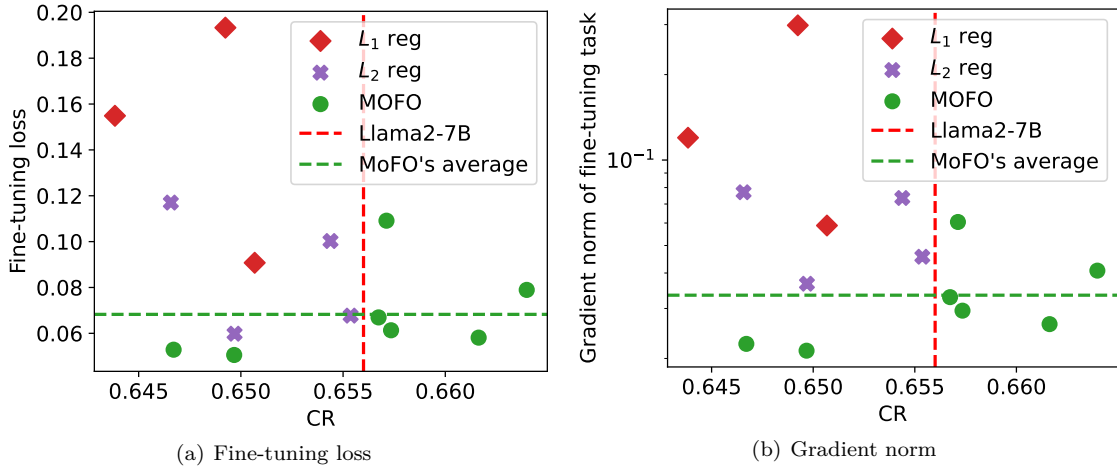 0.20
0.18
0.16
0.14
0.12
0.10
0.08
0.06
Fine-tuning loss
L1 reg
L2 reg
MOFO
Llama2-7B
MoFO's average
0.645
0.650
0.655
0.660
CR
(a) Fine-tuning loss
Gradient norm of fine-tuning task
10−1
L1 reg
L2 reg
MOFO
Llama2-7B
MoFO's average
0.645
0.650
0.655
0.660
CR
(b) Gradient norm